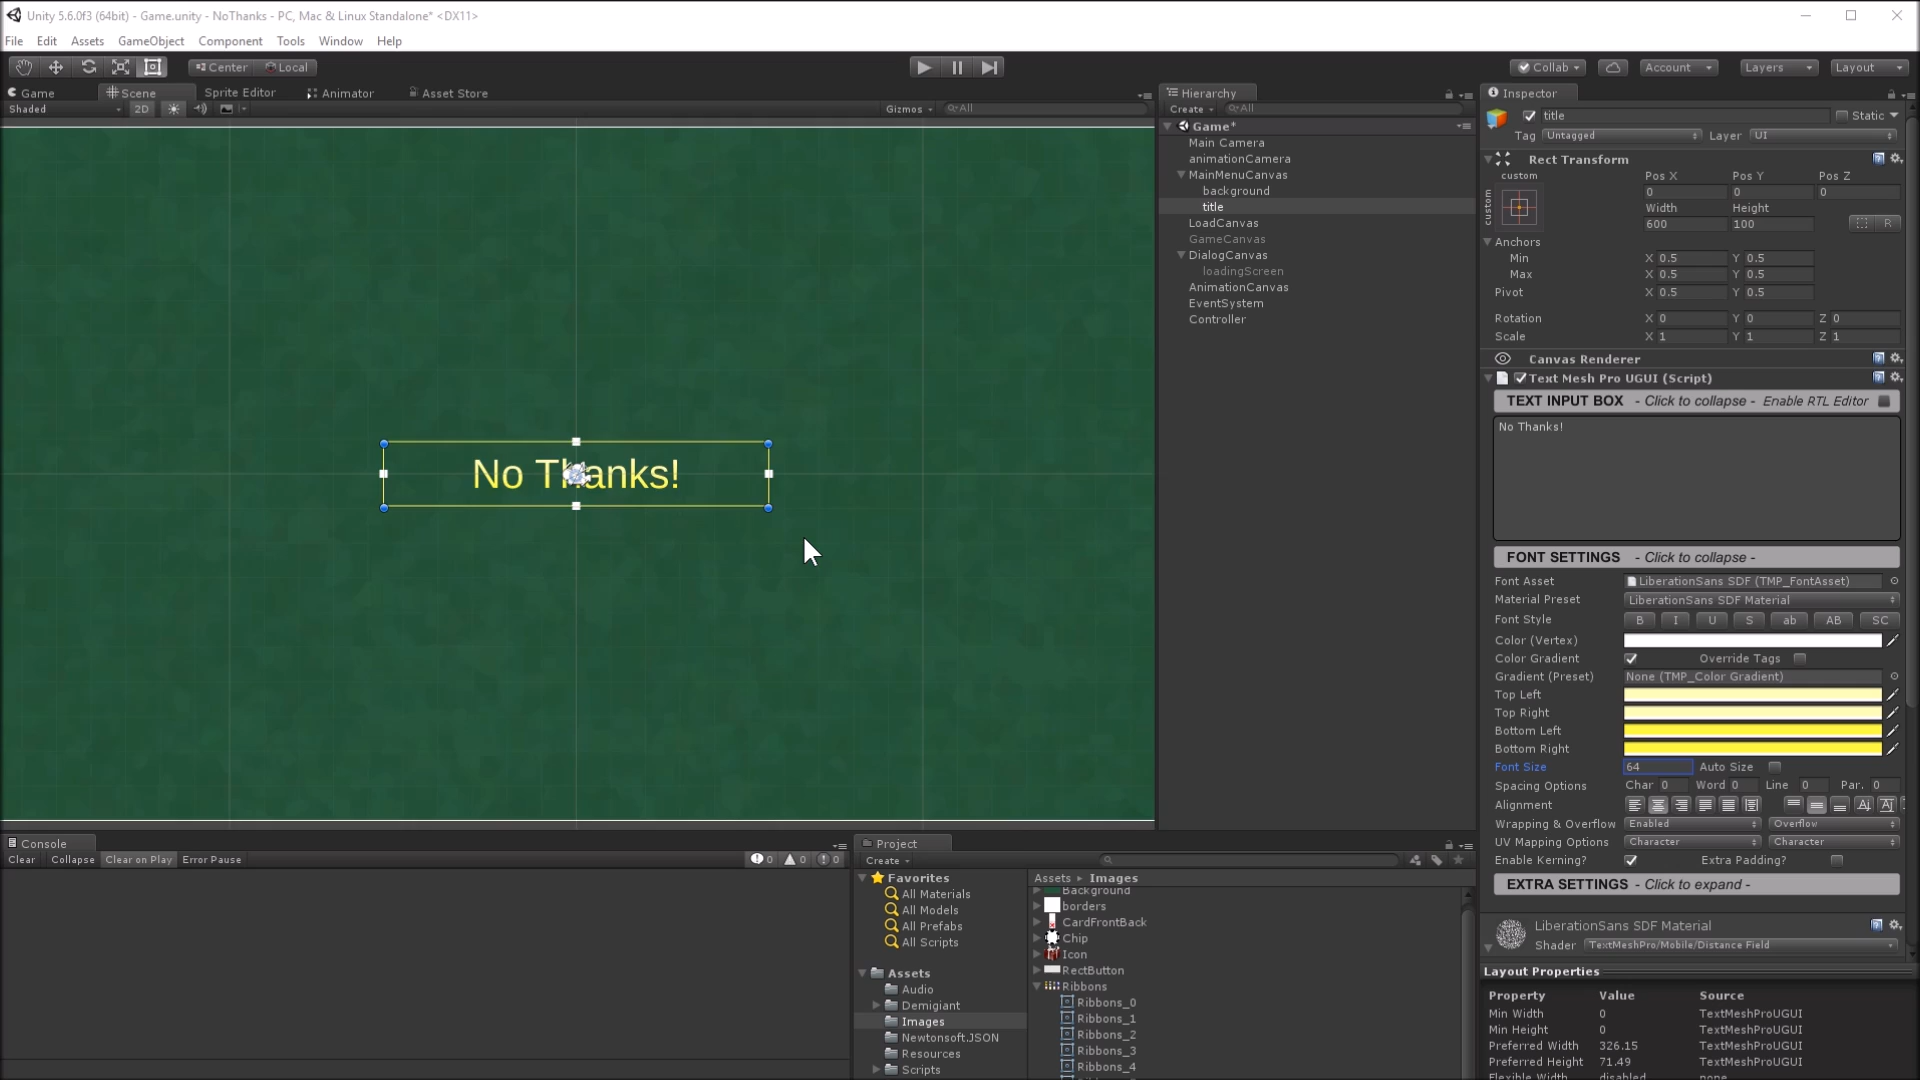 Unity 5.6.0f3 (64bit) - Game.unity - NoThanks - PC, Mac & Linux Standalone* <DX11>
File Edit Assets GameObject Component Tools Window Help
Center Local Collab Account Layers Layout
Game Scene Sprite Editor Animator Asset Store
Shaded 2D Gizmos All
No Thanks!
Hierarchy
Create All
Game*
Main Camera
animationCamera
MainMenuCanvas
background
title
LoadCanvas
GameCanvas
DialogCanvas
loadingScreen
AnimationCanvas
EventSystem
Controller
Inspector
title Static
Tag Untagged Layer UI
Rect Transform
custom
custom
Pos X Pos Y Pos Z
0 0 0
Width Height
600 100 R
Anchors
Min X 0.5 Y 0.5
Max X 0.5 Y 0.5
Pivot X 0.5 Y 0.5
Rotation X 0 Y 0 Z 0
Scale X 1 Y 1 Z 1
Canvas Renderer
Text Mesh Pro UGUI (Script)
TEXT INPUT BOX - Click to collapse - Enable RTL Editor
No Thanks!
FONT SETTINGS - Click to collapse -
Font Asset LiberationSans SDF (TMP_FontAsset)
Material Preset LiberationSans SDF Material
Font Style B I U S ab AB SC
Color (Vertex)
Color Gradient Override Tags
Gradient (Preset) None (TMP_Color Gradient)
Top Left
Top Right
Bottom Left
Bottom Right
Font Size 64 Auto Size
Spacing Options Char 0 Word 0 Line 0 Par. 0
Alignment
Wrapping & Overflow Enabled Overflow
UV Mapping Options Character Character
Enable Kerning? Extra Padding?
EXTRA SETTINGS - Click to expand -
LiberationSans SDF Material
Shader TextMeshPro/Mobile/Distance Field
Layout Properties
Property Value Source
Min Width 0 TextMeshProUGUI
Min Height 0 TextMeshProUGUI
Preferred Width 326.15 TextMeshProUGUI
Preferred Height 71.49 TextMeshProUGUI
Flexible Width disabled none
Console
Clear Collapse Clear on Play Error Pause 0 0 0
Project
Create
Favorites
All Materials
All Models
All Prefabs
All Scripts
Assets
Audio
Demigiant
Images
Newtonsoft.JSON
Resources
Scripts
Assets Images
Background
borders
CardFrontBack
Chip
Icon
RectButton
Ribbons
Ribbons_0
Ribbons_1
Ribbons_2
Ribbons_3
Ribbons_4